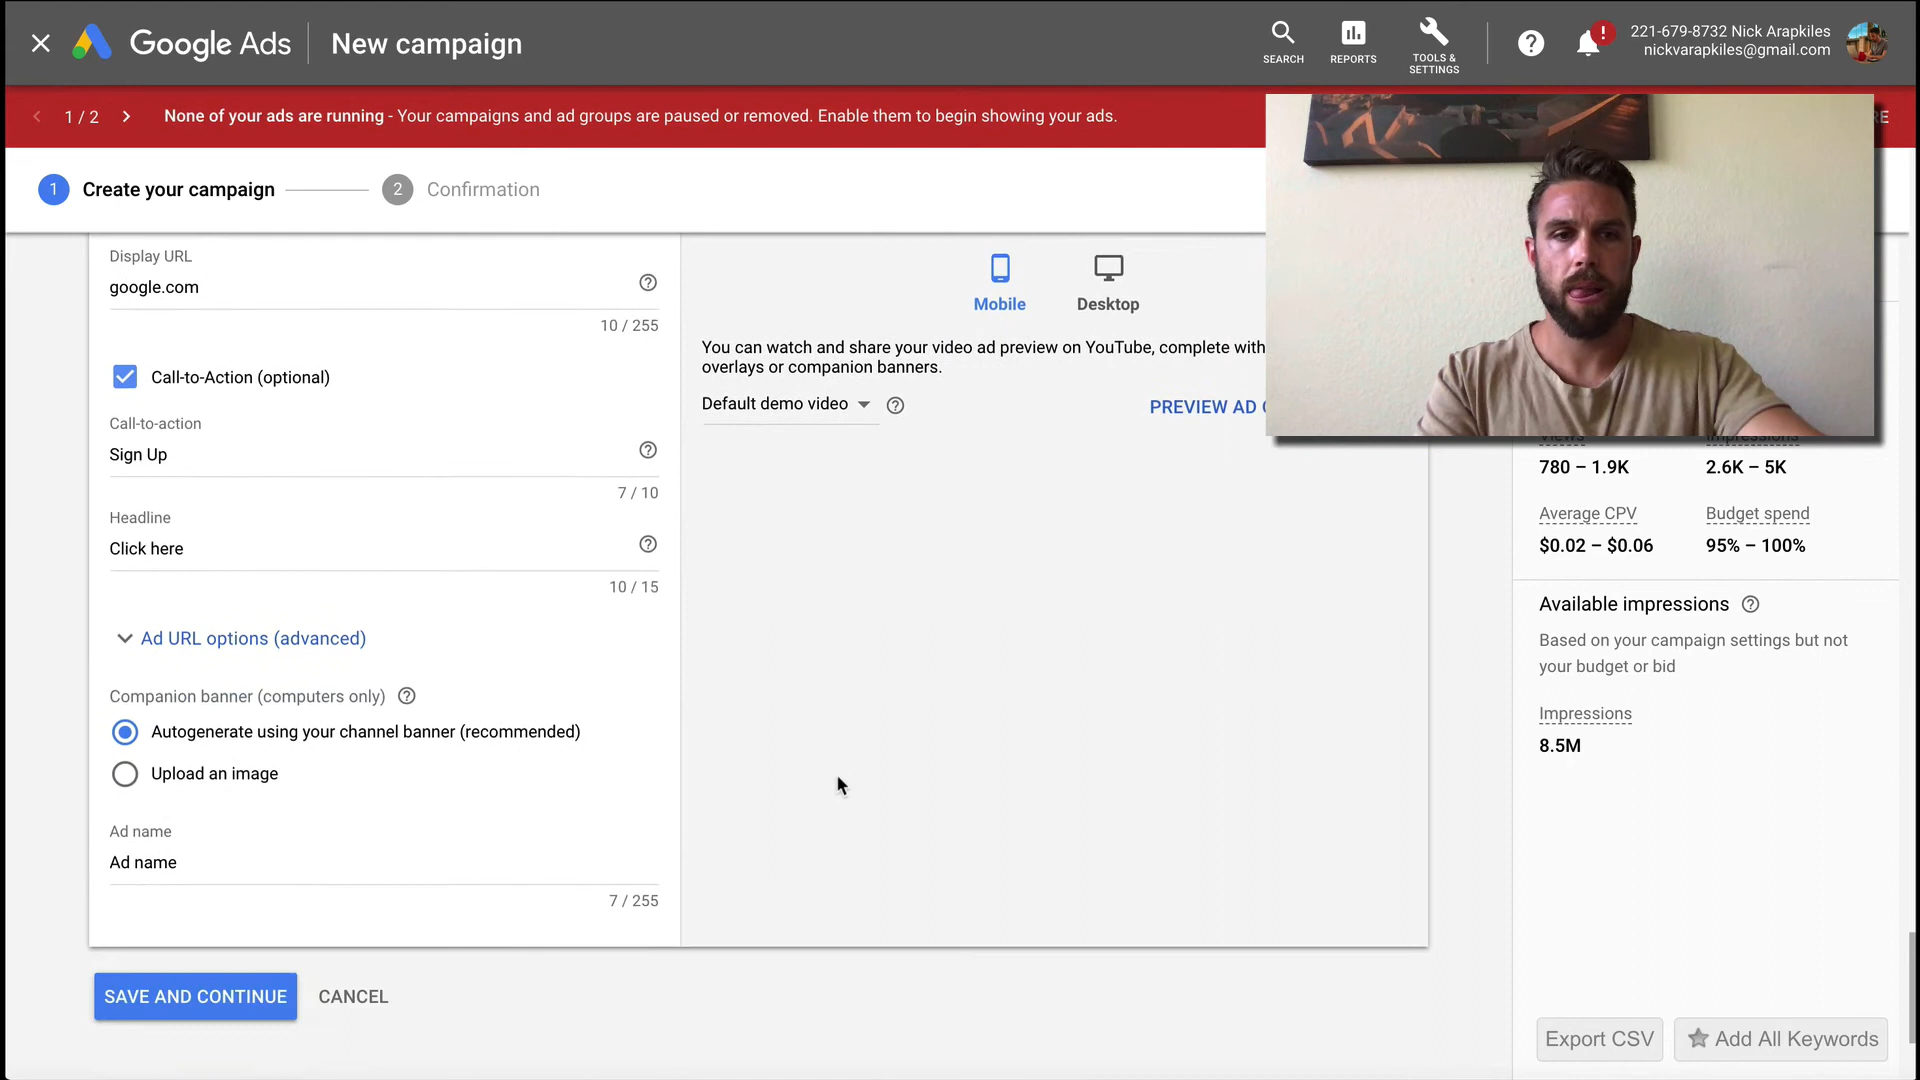 Google Ads
New campaign
SEARCH
REPORTS
TOOLS &
SETTINGS
221-679-8732 Nick Arapkiles
nickvarapkiles@gmail.com
1 / 2
None of your ads are running - Your campaigns and ad groups are paused or removed. Enable them to begin showing your ads.
RE
1
Create your campaign
2
Confirmation
Display URL
google.com
10 / 255
Call-to-Action (optional)
Call-to-action
Sign Up
7 / 10
Headline
Click here
10 / 15
Ad URL options (advanced)
Companion banner (computers only)
Autogenerate using your channel banner (recommended)
Upload an image
Ad name
Ad name
7 / 255
SAVE AND CONTINUE
CANCEL
Mobile
Desktop
You can watch and share your video ad preview on YouTube, complete with
overlays or companion banners.
Default demo video
PREVIEW AD
Views
Impressions
780 – 1.9K
2.6K – 5K
Average CPV
Budget spend
$0.02 – $0.06
95% – 100%
Available impressions
Based on your campaign settings but not
your budget or bid
Impressions
8.5M
Export CSV
Add All Keywords